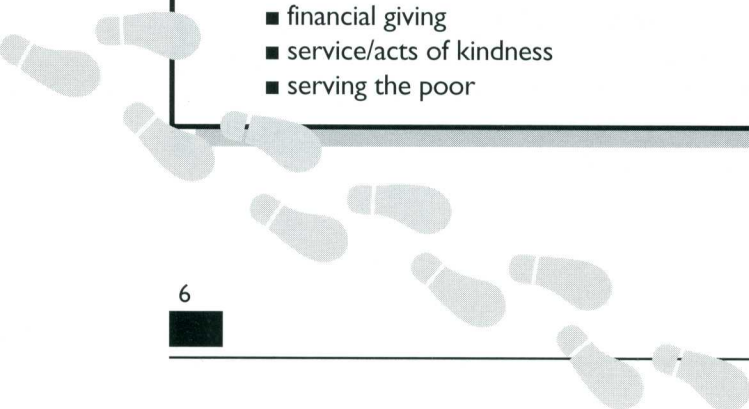 ■ financial giving
■ service/acts of kindness
■ serving the poor
6